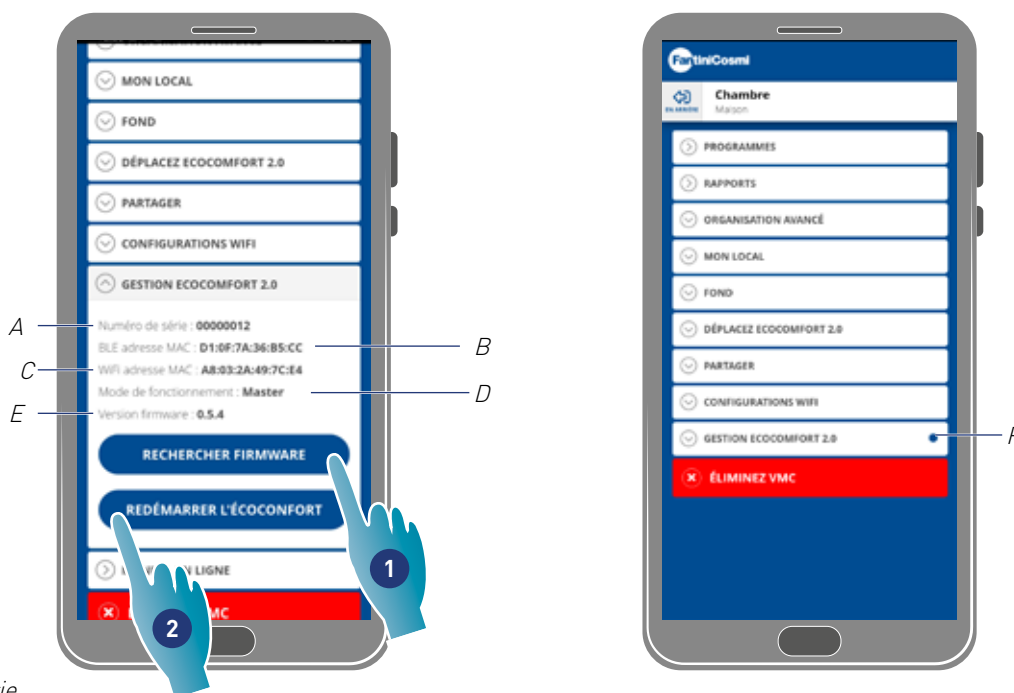 MON LOCAL
FOND
DÉPLACEZ ECOCOMFORT 2.0
PARTAGER
CONFIGURATIONS WIFI
GESTION ECOCOMFORT 2.0
A
Numéro de série : 00000012
BLE adresse MAC : D1:0F:7A:36:B5:CC
B
C
WiFi adresse MAC : A8:03:2A:49:7C:E4
Mode de fonctionnement : Master
D
E
Version firmware : 0.5.4
RECHERCHER FIRMWARE
REDÉMARRER L'ÉCOCONFORT
1
LIGNE
MC
2
FantiniCosmi
EN ARRIÈRE
Chambre
Maison
PROGRAMMES
RAPPORTS
ORGANISATION AVANCÉ
MON LOCAL
FOND
DÉPLACEZ ECOCOMFORT 2.0
PARTAGER
CONFIGURATIONS WIFI
GESTION ECOCOMFORT 2.0
ÉLIMINEZ VMC